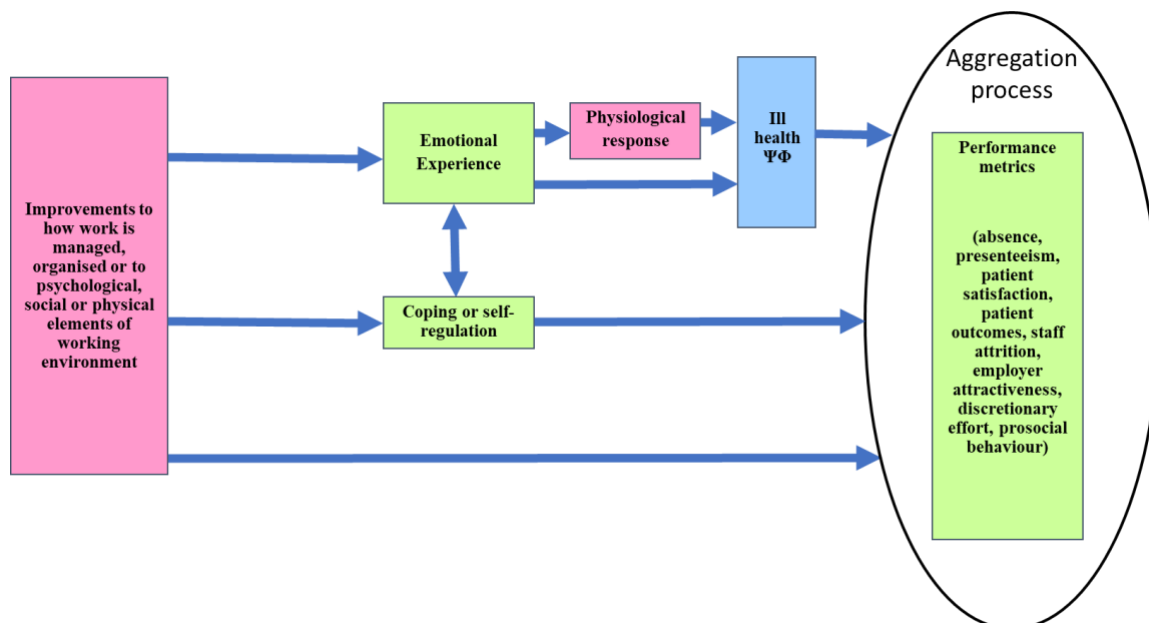 Improvements to
how work is
managed,
organised or to
psychological,
social or physical
elements of
working
environment
Emotional
Experience
Coping or self-
regulation
Physiological
response
Ill
health
ΨΦ
Aggregation
process
Performance
metrics
(absence,
presenteeism,
patient
satisfaction,
patient
outcomes, staff
attrition,
employer
attractiveness,
discretionary
effort, prosocial
behaviour)